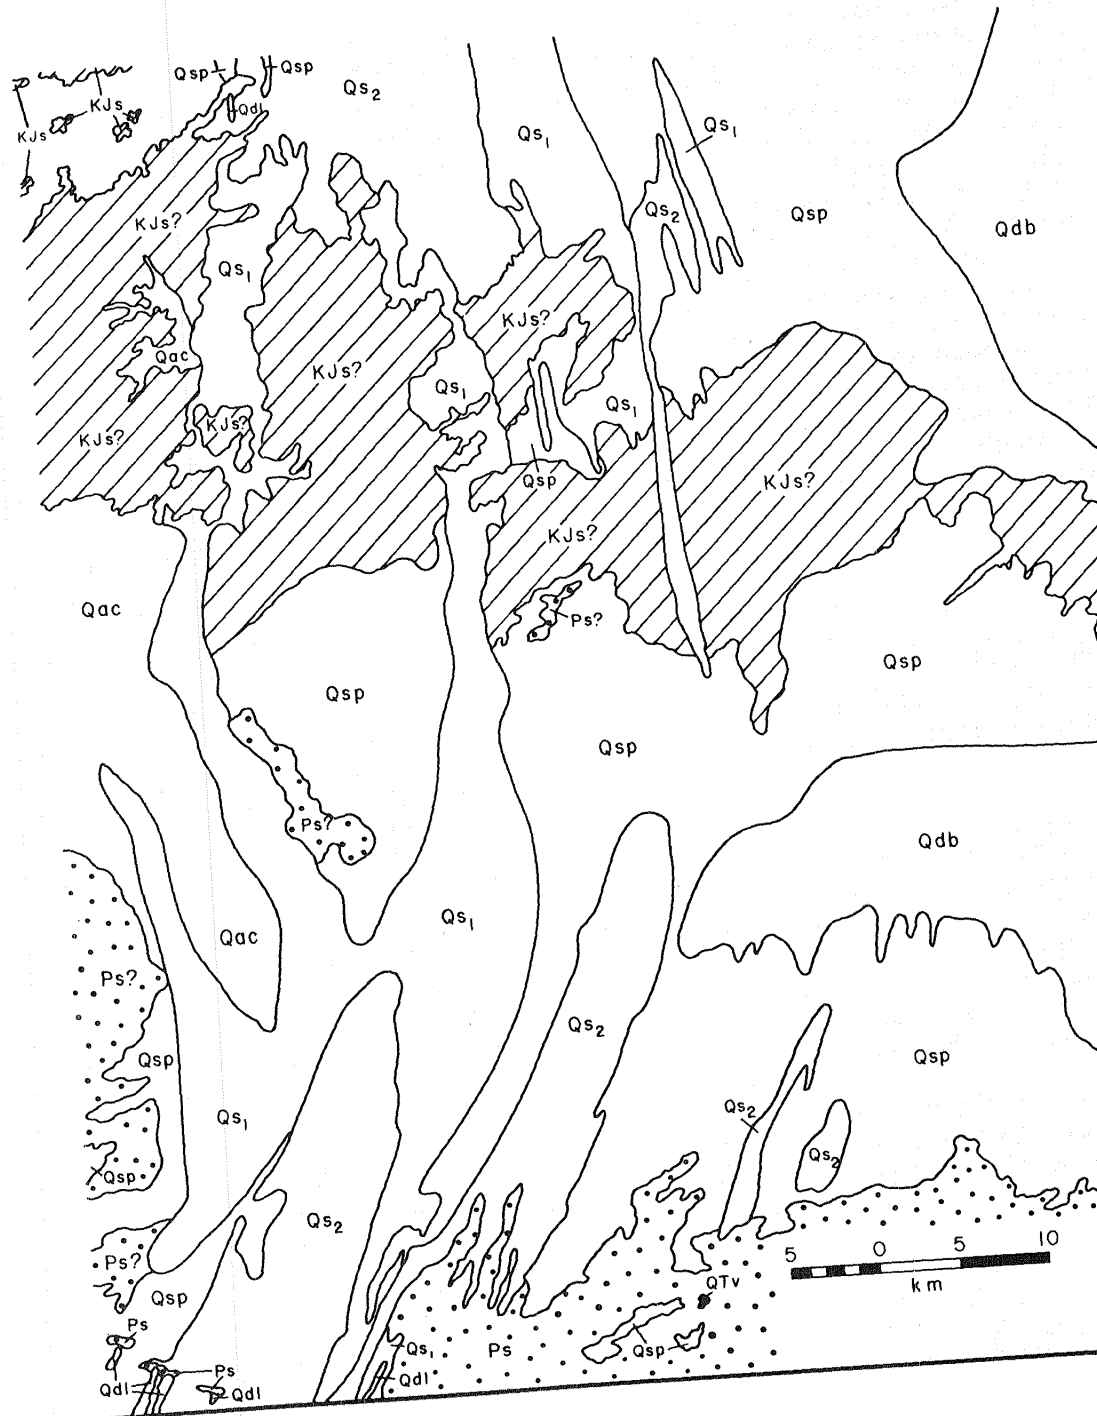 Qsp
Qsp
Qs₂
KJs
KJs
Qdl
Qs₁
Qs₁
KJs?
Qs₂
Qsp
Qdb
Qs₁
KJs?
Qac
KJs?
Qs₁
Qs₁
KJs?
KJs?
Qsp
KJs?
KJs?
Qac
Ps?
Qsp
Qsp
Qsp
Ps?
Qdb
Qs₁
Qac
Ps?
Qs₂
Qsp
Qsp
Qs₁
Qs₂
Qs₂
Qsp
Qs₂
Ps?
5 0 5 10
km
QTv
Qsp
Ps
Qs₁
Ps
Qsp
Ps
Qdl
Qdl
Qdl